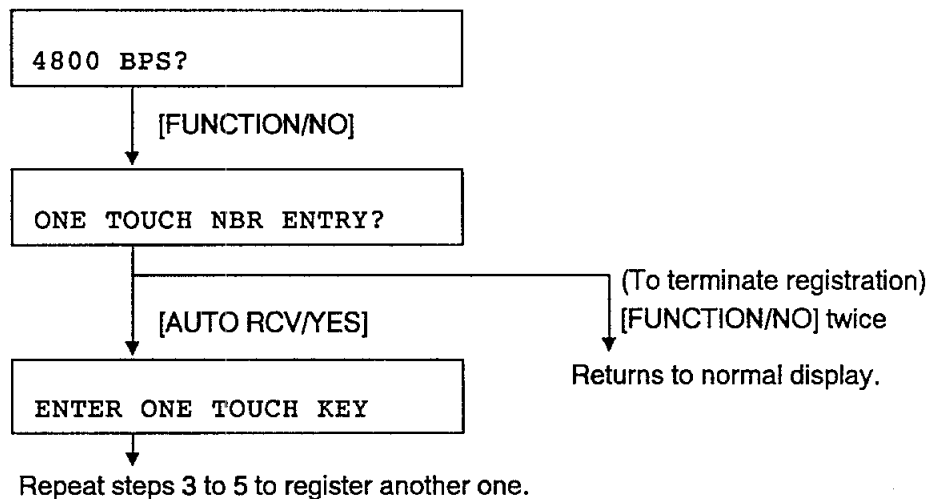 4800 BPS?
[FUNCTION/NO]
ONE TOUCH NBR ENTRY?
(To terminate registration)
[FUNCTION/NO] twice
[AUTO RCV/YES]
Returns to normal display.
ENTER ONE TOUCH KEY
Repeat steps 3 to 5 to register another one.